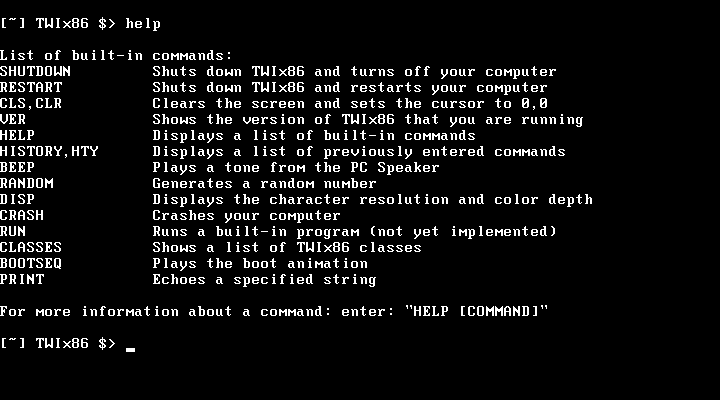 [~] TWIx86 $> help
List of built-in commands:
SHUTDOWN Shuts down TWIx86 and turns off your computer
RESTART Shuts down TWIx86 and restarts your computer
CLS,CLR Clears the screen and sets the cursor to 0,0
VER Shows the version of TWIx86 that you are running
HELP Displays a list of built-in commands
HISTORY,HTY Displays a list of previously entered commands
BEEP Plays a tone from the PC Speaker
RANDOM Generates a random number
DISP Displays the character resolution and color depth
CRASH Crashes your computer
RUN Runs a built-in program (not yet implemented)
CLASSES Shows a list of TWIx86 classes
BOOTSEQ Plays the boot animation
PRINT Echoes a specified string
For more information about a command: enter: "HELP [COMMAND]"
[~] TWIx86 $> _